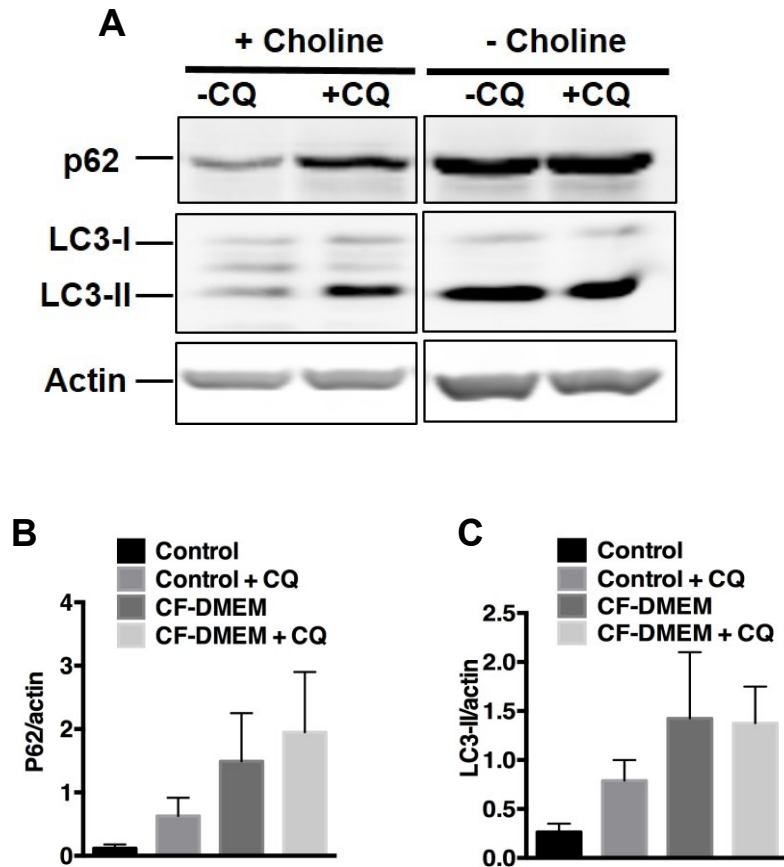 A
+ Choline - Choline
-CQ +CQ -CQ +CQ
p62
LC3-I
LC3-II
Actin
B
Control
Control + CQ
CF-DMEM
CF-DMEM + CQ
P62/actin
4
3
2
1
0
C
Control
Control + CQ
CF-DMEM
CF-DMEM + CQ
LC3-II/actin
2.5
2.0
1.5
1.0
0.5
0.0